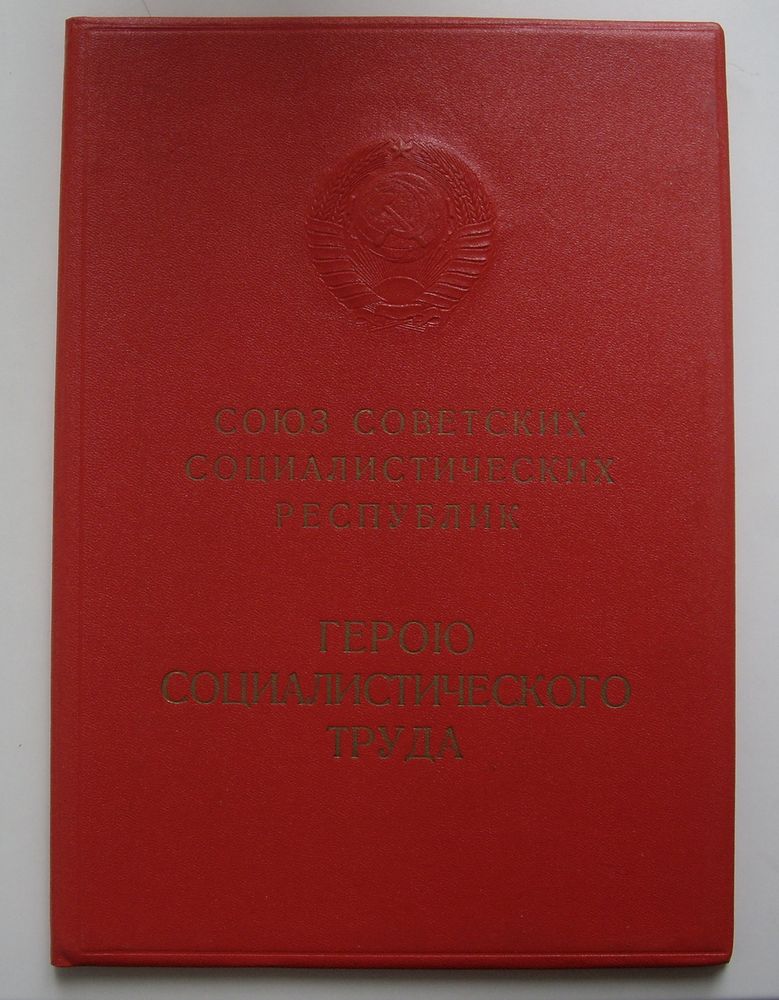 СОЮЗ СОВЕТСКИХ
СОЦИАЛИСТИЧЕСКИХ
РЕСПУБЛИК
ГЕРОЮ
СОЦИАЛИСТИЧЕСКОГО
ТРУДА